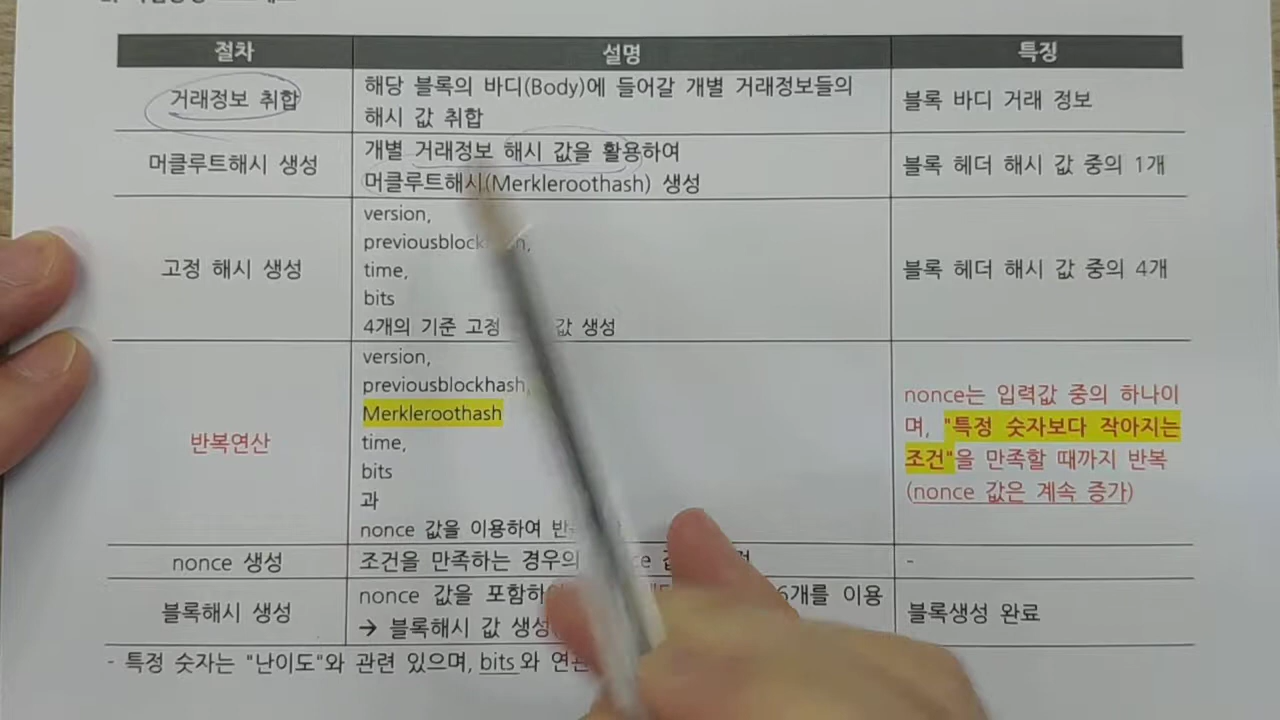 절차 설명 특징
거래정보 취합
해당 블록의 바디(Body)에 들어갈 개별 거래정보들의
해시 값 취합
블록 바디 거래 정보
머클루트해시 생성
개별 거래정보 해시 값을 활용하여
머클루트해시(Merkleroothash) 생성
블록 헤더 해시 값 중의 1개
고정 해시 생성
version,
time,
bits
4개의 기준 고정 값 생성
블록 헤더 해시 값 중의 4개
반복연산
version,
previousblockhash,
Merkleroothash
time,
bits
과
nonce 값을 이용하여
nonce는 입력값 중의 하나이
며, "특정 숫자보다 작아지는
조건"을 만족할 때까지 반복
(nonce 값은 계속 증가)
nonce 생성
조건을 만족하는 경우의
-
블록해시 생성
nonce 값을 6개를 이용
→ 블록해시 값 생성
블록생성 완료
- 특정 숫자는 "난이도"와 관련 있으며, bits와